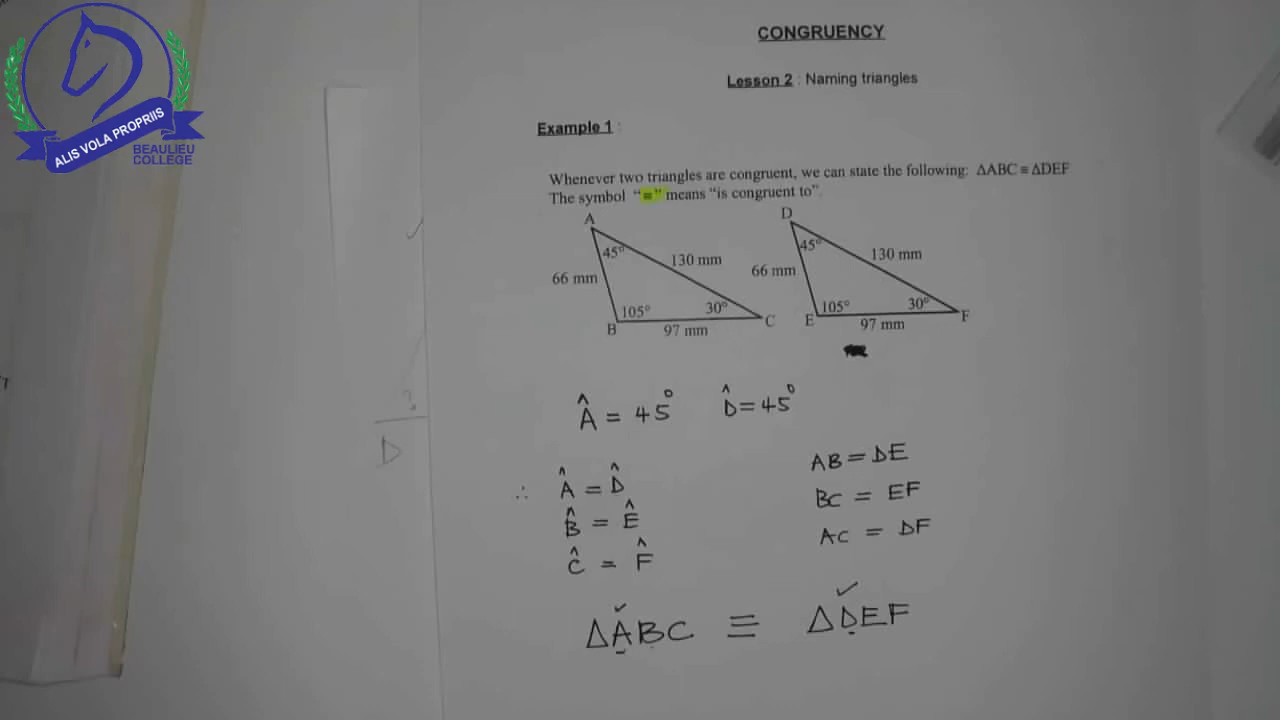 ALIS VOLA PROPRIIS
BEAULIEU
COLLEGE
CONGRUENCY
Lesson 2 : Naming triangles
Example 1 :
Whenever two triangles are congruent, we can state the following: ΔABC ≡ ΔDEF
The symbol “≡” means “is congruent to”.
A
45°
130 mm
66 mm
105°
30°
B
97 mm
C
D
45°
130 mm
66 mm
105°
30°
E
97 mm
F
Â = 45° D̂ = 45°
∴ Â = D̂
B̂ = Ê
Ĉ = F̂
AB = DE
BC = EF
AC = DF
ΔABC ≡ ΔDEF
D